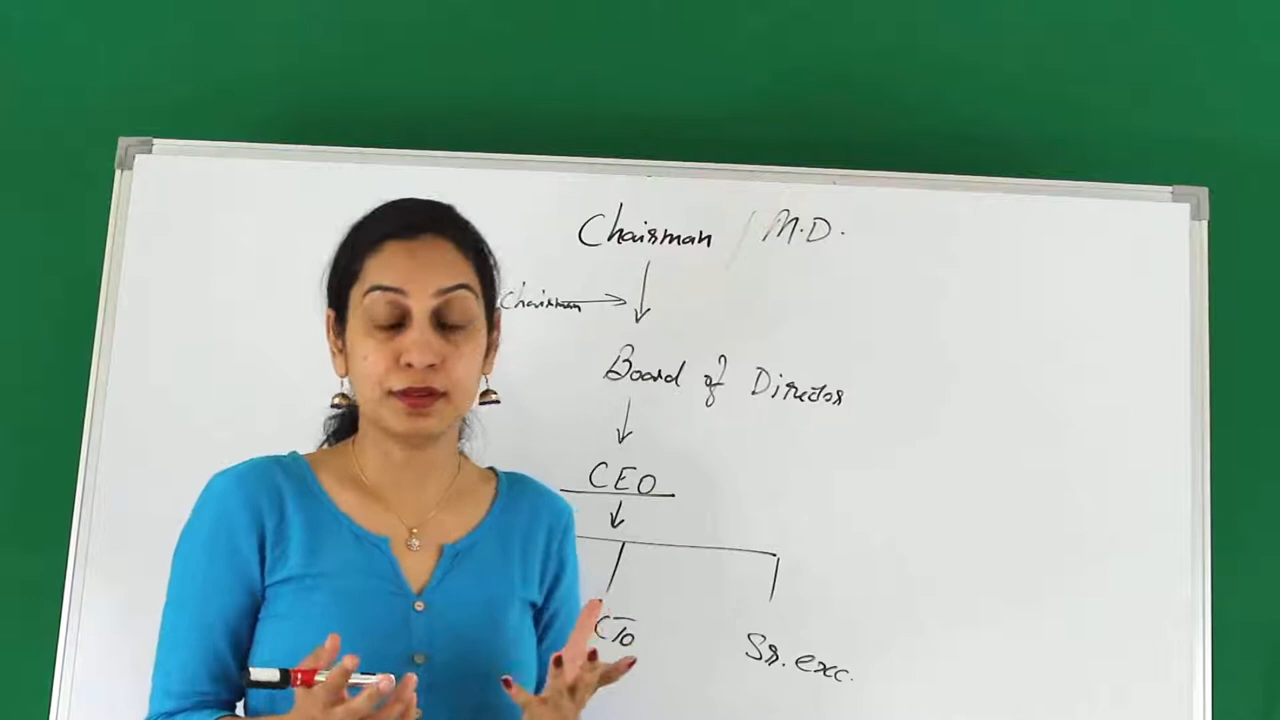 Chairman / M.D.
Chairman
Board of Director
CEO
CTO
Sr. exc.